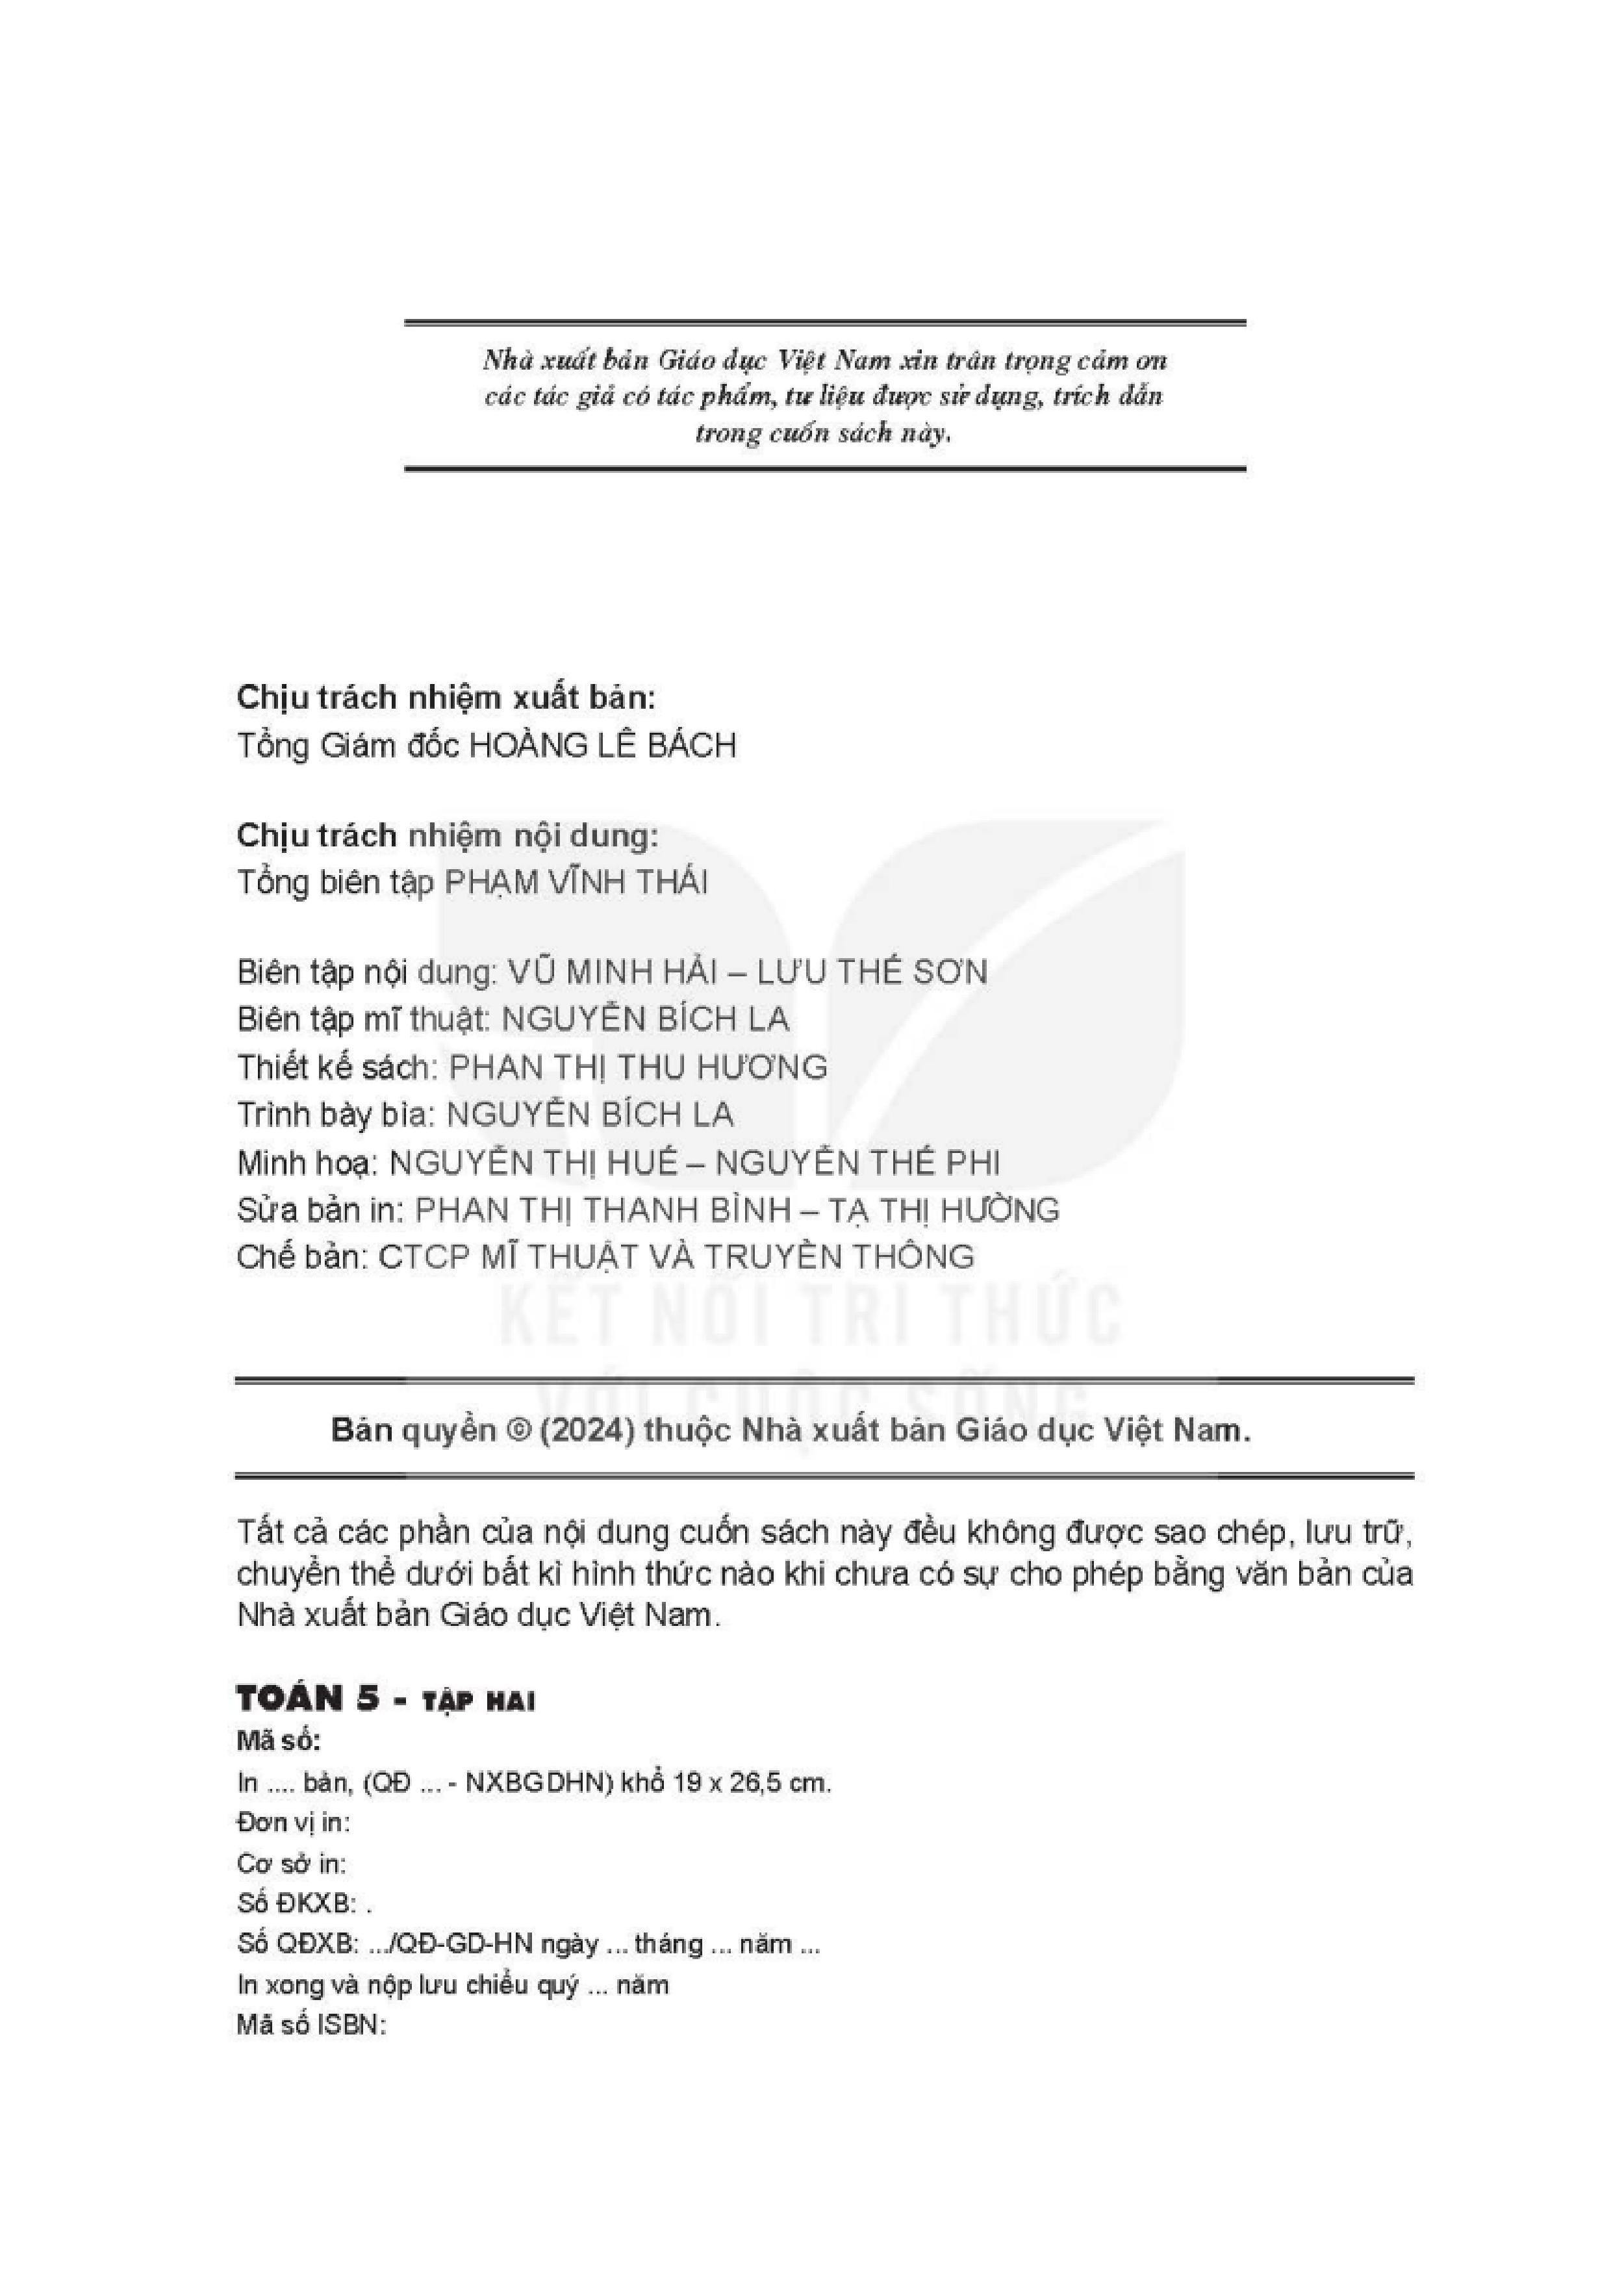 Nhà xuất bản Giáo dục Việt Nam xin trân trọng cảm ơn
các tác giả có tác phẩm, tư liệu được sử dụng, trích dẫn
trong cuốn sách này.
Chịu trách nhiệm xuất bản:
Tổng Giám đốc HOÀNG LÊ BÁCH
Chịu trách nhiệm nội dung:
Tổng biên tập PHẠM VĨNH THÁI
Biên tập nội dung: VŨ MINH HẢI – LƯU THẾ SƠN
Biên tập mĩ thuật: NGUYỄN BÍCH LA
Thiết kế sách: PHAN THỊ THU HƯƠNG
Trình bày bìa: NGUYỄN BÍCH LA
Minh hoạ: NGUYỄN THỊ HUẾ – NGUYỄN THẾ PHI
Sửa bản in: PHAN THỊ THANH BÌNH – TẠ THỊ HƯỜNG
Chế bản: CTCP MĨ THUẬT VÀ TRUYỀN THÔNG
KẾT NỐI TRI THỨC
VỚI CUỘC SỐNG
Bản quyền © (2024) thuộc Nhà xuất bản Giáo dục Việt Nam.
Tất cả các phần của nội dung cuốn sách này đều không được sao chép, lưu trữ,
chuyển thể dưới bất kì hình thức nào khi chưa có sự cho phép bằng văn bản của
Nhà xuất bản Giáo dục Việt Nam.
TOÁN 5 - TẬP HAI
Mã số:
In .... bản, (QĐ ... - NXBGDHN) khổ 19 x 26,5 cm.
Đơn vị in:
Cơ sở in:
Số ĐKXB: .
Số QĐXB: .../QĐ-GD-HN ngày ... tháng ... năm ...
In xong và nộp lưu chiểu quý ... năm
Mã số ISBN: